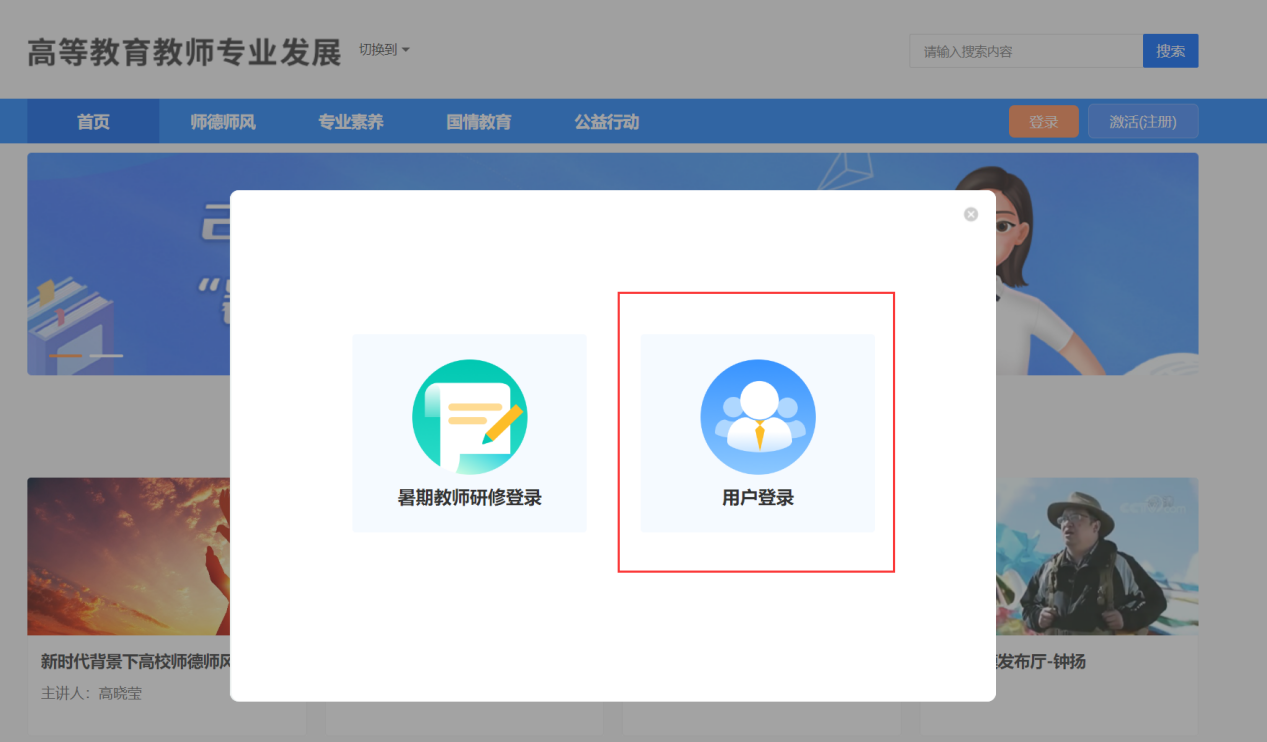 高等教育教师专业发展 切换到
请输入搜索内容 搜索
首页 师德师风 专业素养 国情教育 公益行动 登录 激活(注册)
暑期教师研修登录 用户登录
新时代背景下高校师德师风
发布厅-钟扬
主讲人：高晓莹